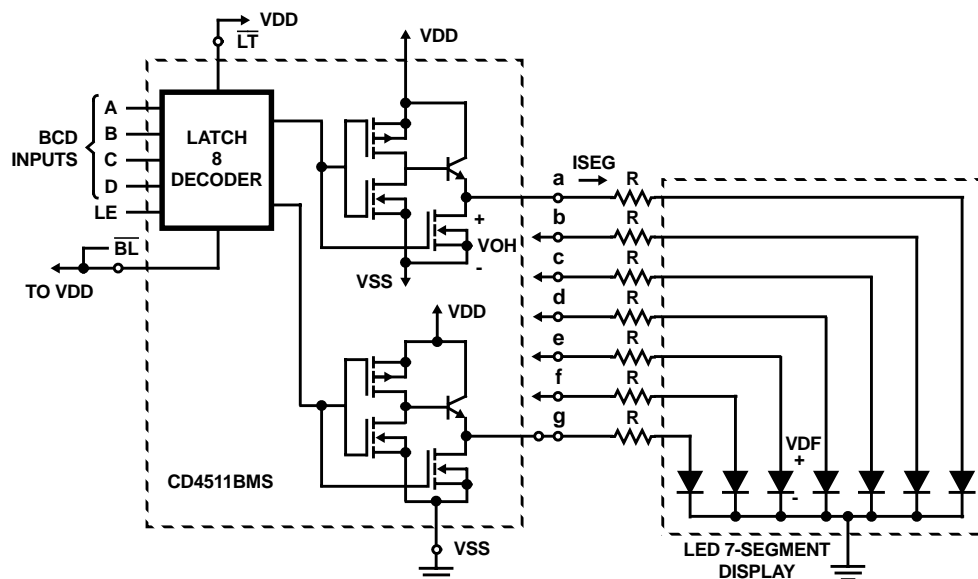 VDD
LT
VDD
A
B
C
D
LE
BCD
INPUTS
LATCH
8
DECODER
BL
TO VDD
+
VOH
-
VSS
VDD
CD4511BMS
VSS
a
ISEG
R
b
R
c
R
d
R
e
R
f
R
g
R
VDF
+
-
LED 7-SEGMENT
DISPLAY